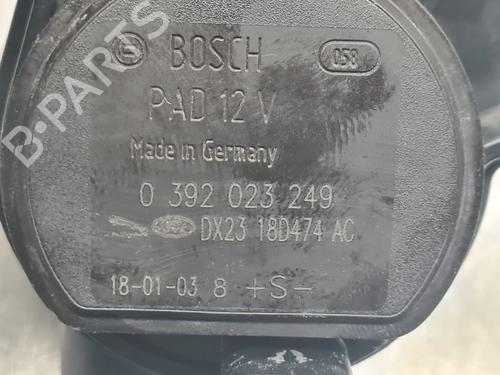 BOSCH 058
PAD 12 V
Made in Germany
0 392 023 249
Ford DX23 18D474 AC
18-01-03 8 +S-
B-PARTS